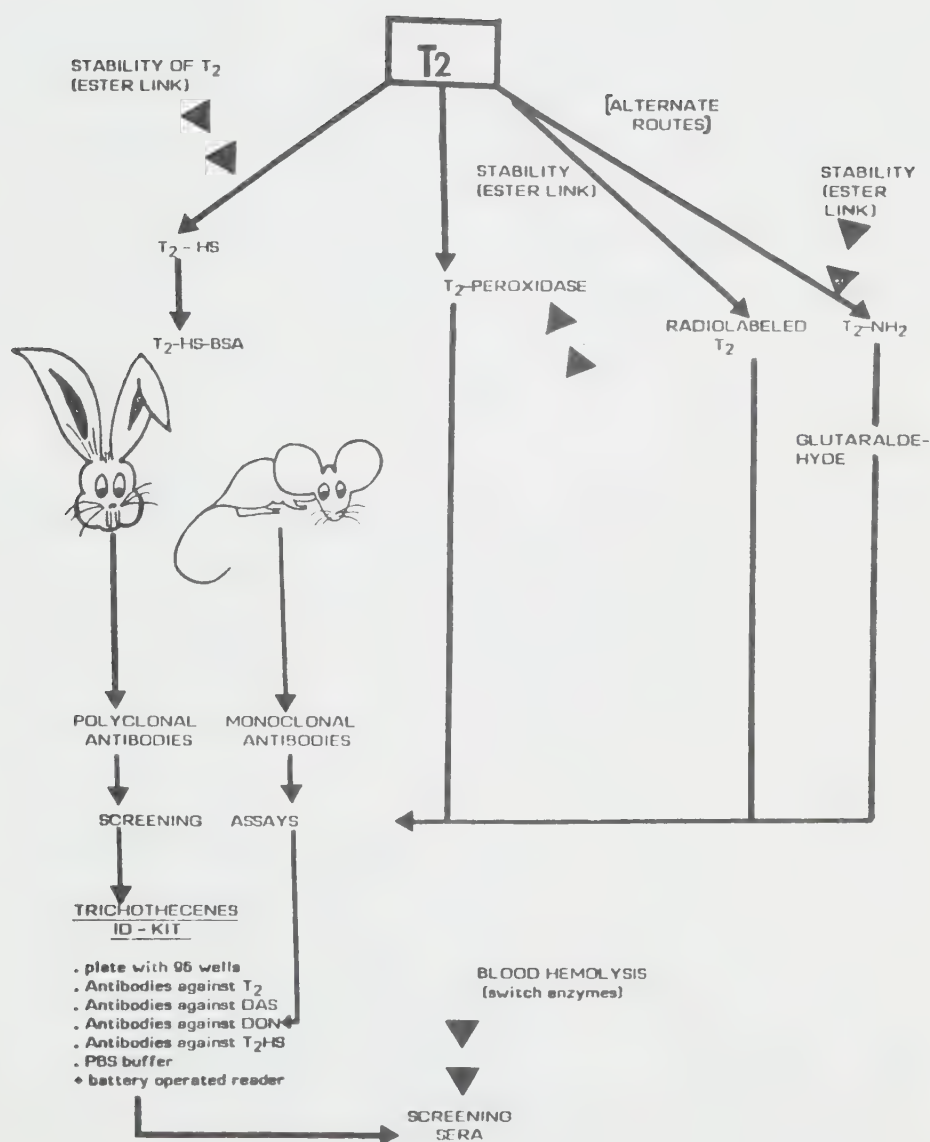 T2
STABILITY OF T2
(ESTER LINK)
[ALTERNATE
ROUTES]
STABILITY
(ESTER LINK)
STABILITY
(ESTER
LINK)
T2-HS
T2-PEROXIDASE
RADIOLABELED
T2
T2-NH2
T2-HS-BSA
GLUTARALDE-
HYDE
POLYCLONAL
ANTIBODIES
MONOCLONAL
ANTIBODIES
SCREENING
ASSAYS
TRICHOTHECENES
ID-KIT
. plate with 96 wells
. Antibodies against T2
. Antibodies against DAS
. Antibodies against DON
. Antibodies against T2HS
. PBS buffer
+ battery operated reader
BLOOD HEMOLYSIS
(switch enzymes)
SCREENING
SERA